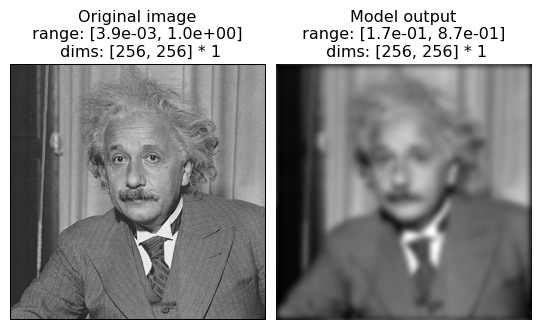 Original image
range: [3.9e-03, 1.0e+00]
dims: [256, 256] * 1
Model output
range: [1.7e-01, 8.7e-01]
dims: [256, 256] * 1